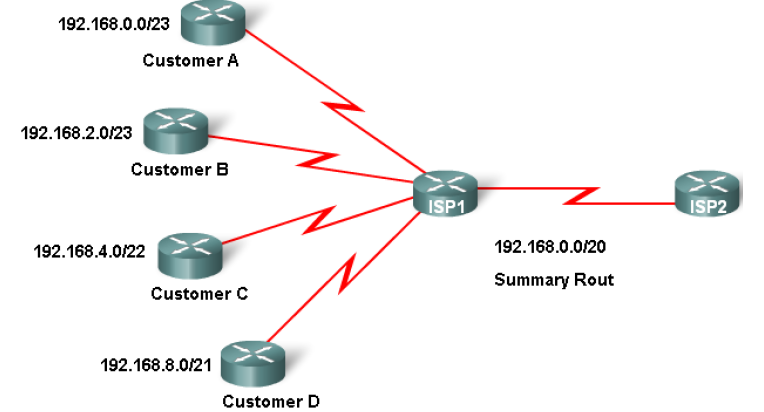 192.168.0.0/23
Customer A
192.168.2.0/23
Customer B
ISP1
ISP2
192.168.4.0/22
192.168.0.0/20
Summary Rout
Customer C
192.168.8.0/21
Customer D